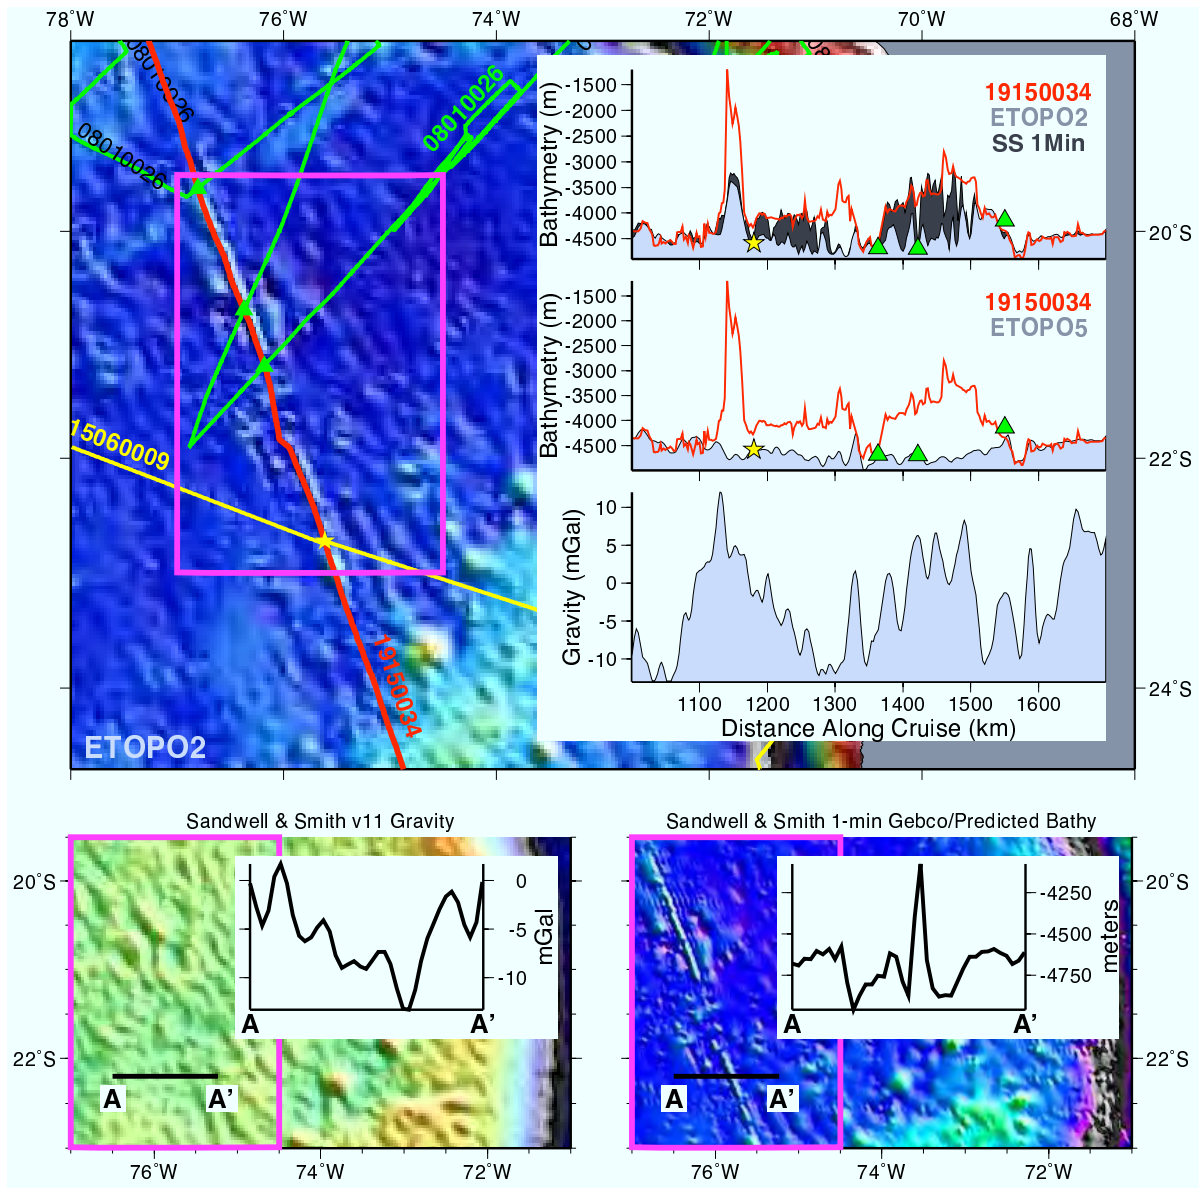 78°W 76°W 74°W 72°W 70°W 68°W
08010026
08010026
08010026
08
15060009
19150034
ETOPO2
20°S
22°S
24°S
Bathymetry (m)
-1500
-2000
-2500
-3000
-3500
-4000
-4500
19150034
ETOPO2
SS 1Min
Bathymetry (m)
-1500
-2000
-2500
-3000
-3500
-4000
-4500
19150034
ETOPO5
Gravity (mGal)
10
5
0
-5
-10
1100 1200 1300 1400 1500 1600
Distance Along Cruise (km)
Sandwell & Smith v11 Gravity
20°S
22°S
0
-5
-10
mGal
A A’
A A’
76°W 74°W 72°W
Sandwell & Smith 1-min Gebco/Predicted Bathy
-4250
-4500
-4750
meters
A A’
A A’
20°S
22°S
76°W 74°W 72°W